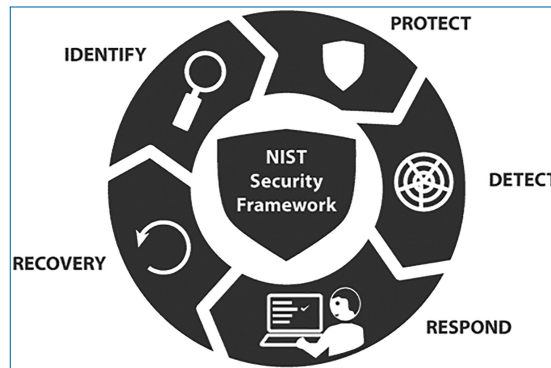 PROTECT
IDENTIFY
NIST
Security
Framework
DETECT
RECOVERY
RESPOND